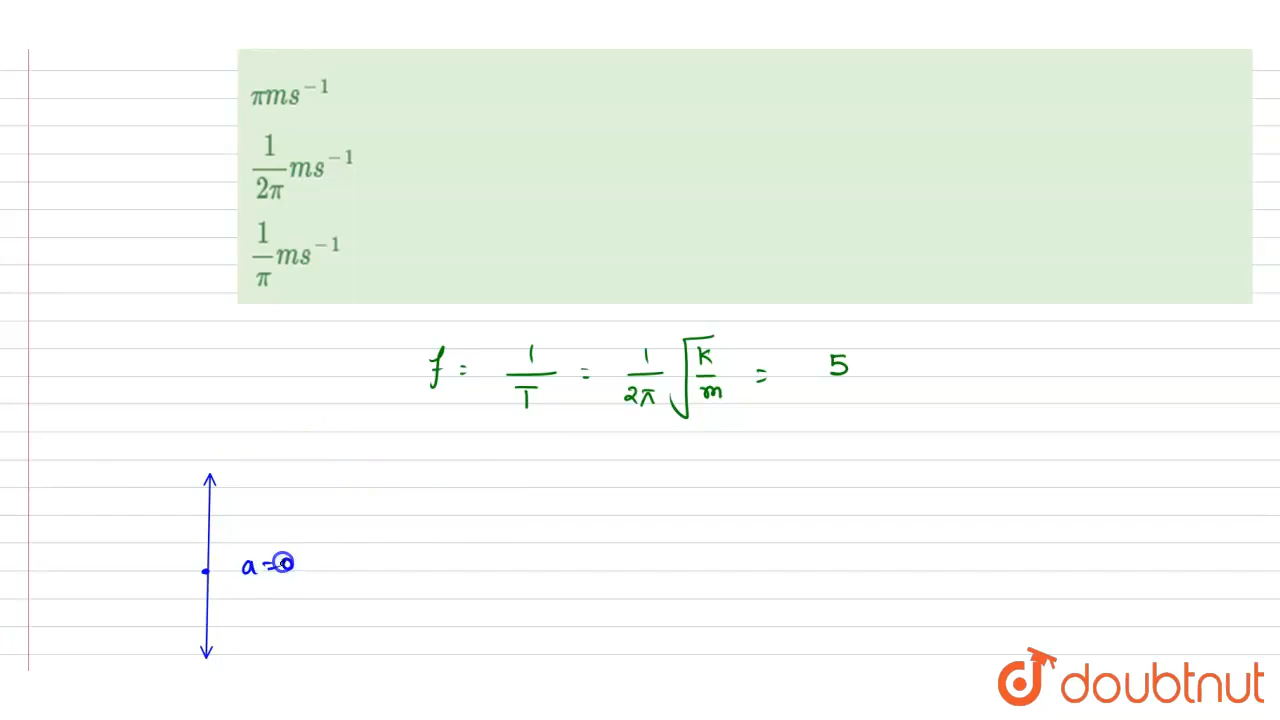 πms⁻¹
1/2π ms⁻¹
1/π ms⁻¹
f = 1/T = 1/2π √(K/m) = 5
a = 0
doubtnut